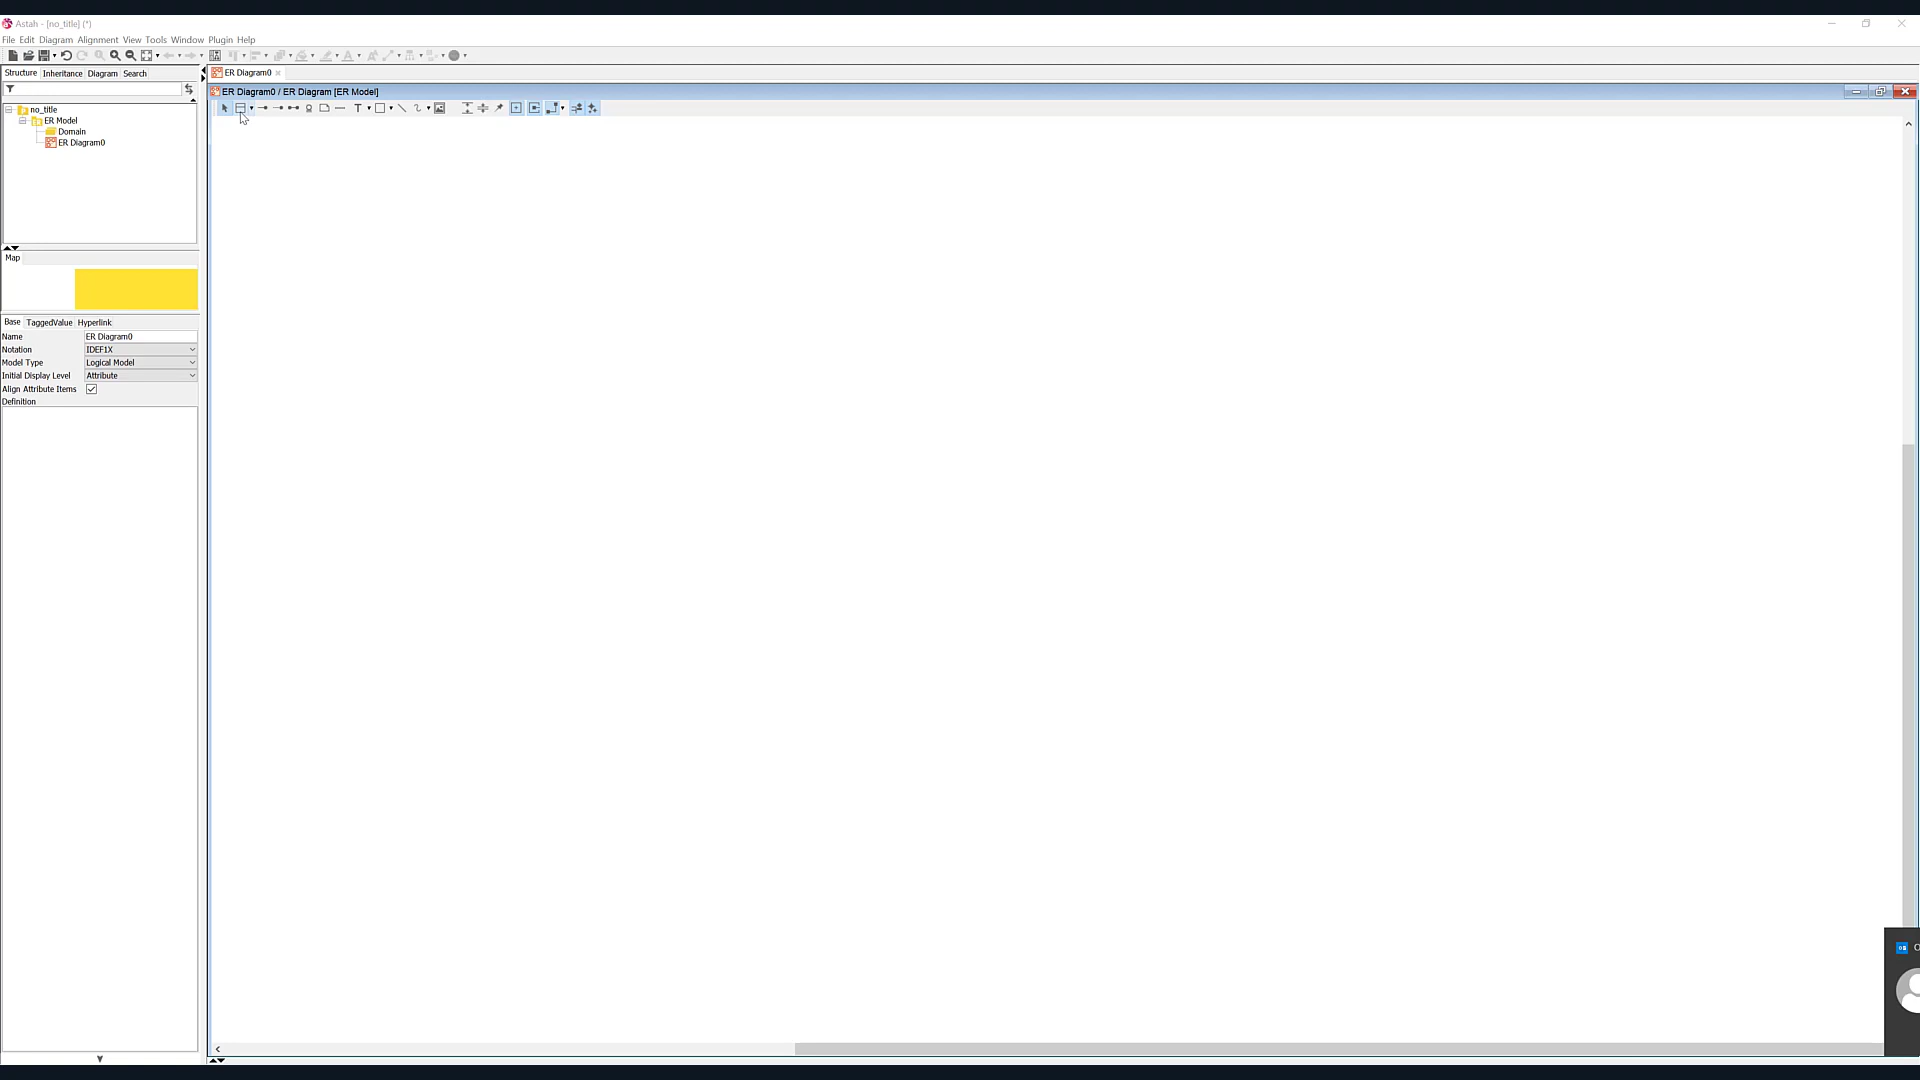 Astah - [no_title] (*)
File Edit Diagram Alignment View Tools Window Plugin Help
Structure Inheritance Diagram Search
ER Diagram0
ER Diagram0 / ER Diagram [ER Model]
no_title
ER Model
Domain
ER Diagram0
Map
Base TaggedValue Hyperlink
Name ER Diagram0
Notation IDEF1X
Model Type Logical Model
Initial Display Level Attribute
Align Attribute Items
Definition